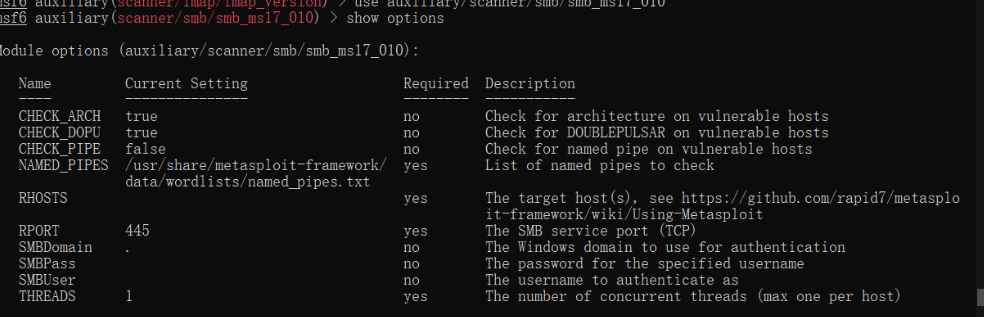 msf6 auxiliary(scanner/imap/imap_version) > use auxiliary/scanner/smb/smb_ms17_010
msf6 auxiliary(scanner/smb/smb_ms17_010) > show options
Module options (auxiliary/scanner/smb/smb_ms17_010):
Name Current Setting Required Description
---- --------------- -------- -----------
CHECK_ARCH true no Check for architecture on vulnerable hosts
CHECK_DOPU true no Check for DOUBLEPULSAR on vulnerable hosts
CHECK_PIPE false no Check for named pipe on vulnerable hosts
NAMED_PIPES /usr/share/metasploit-framework/ yes List of named pipes to check
data/wordlists/named_pipes.txt
RHOSTS yes The target host(s), see https://github.com/rapid7/metasplo
it-framework/wiki/Using-Metasploit
RPORT 445 yes The SMB service port (TCP)
SMBDomain . no The Windows domain to use for authentication
SMBPass no The password for the specified username
SMBUser no The username to authenticate as
THREADS 1 yes The number of concurrent threads (max one per host)